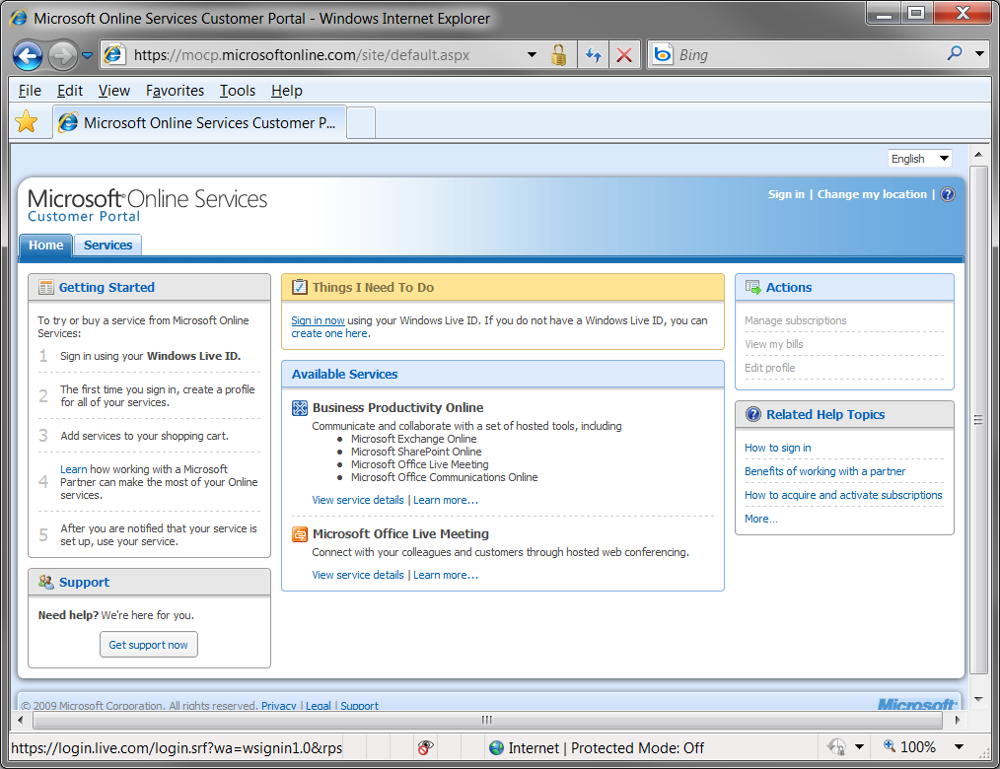 Microsoft Online Services Customer Portal - Windows Internet Explorer
https://mocp.microsoftonline.com/site/default.aspx
Bing
File Edit View Favorites Tools Help
Microsoft Online Services Customer P...
English
Microsoft Online Services
Customer Portal
Sign in | Change my location |
Home Services
Getting Started
To try or buy a service from Microsoft Online
Services:
1 Sign in using your Windows Live ID.
2 The first time you sign in, create a profile
for all of your services.
3 Add services to your shopping cart.
4 Learn how working with a Microsoft
Partner can make the most of your Online
services.
5 After you are notified that your service is
set up, use your service.
Support
Need help? We're here for you.
Get support now
Things I Need To Do
Sign in now using your Windows Live ID. If you do not have a Windows Live ID, you can
create one here.
Available Services
Business Productivity Online
Communicate and collaborate with a set of hosted tools, including
• Microsoft Exchange Online
• Microsoft SharePoint Online
• Microsoft Office Live Meeting
• Microsoft Office Communications Online
View service details | Learn more...
Microsoft Office Live Meeting
Connect with your colleagues and customers through hosted web conferencing.
View service details | Learn more...
Actions
Manage subscriptions
View my bills
Edit profile
Related Help Topics
How to sign in
Benefits of working with a partner
How to acquire and activate subscriptions
More...
© 2009 Microsoft Corporation. All rights reserved. Privacy | Legal | Support
Microsoft
https://login.live.com/login.srf?wa=wsignin1.0&rps
Internet | Protected Mode: Off
100%